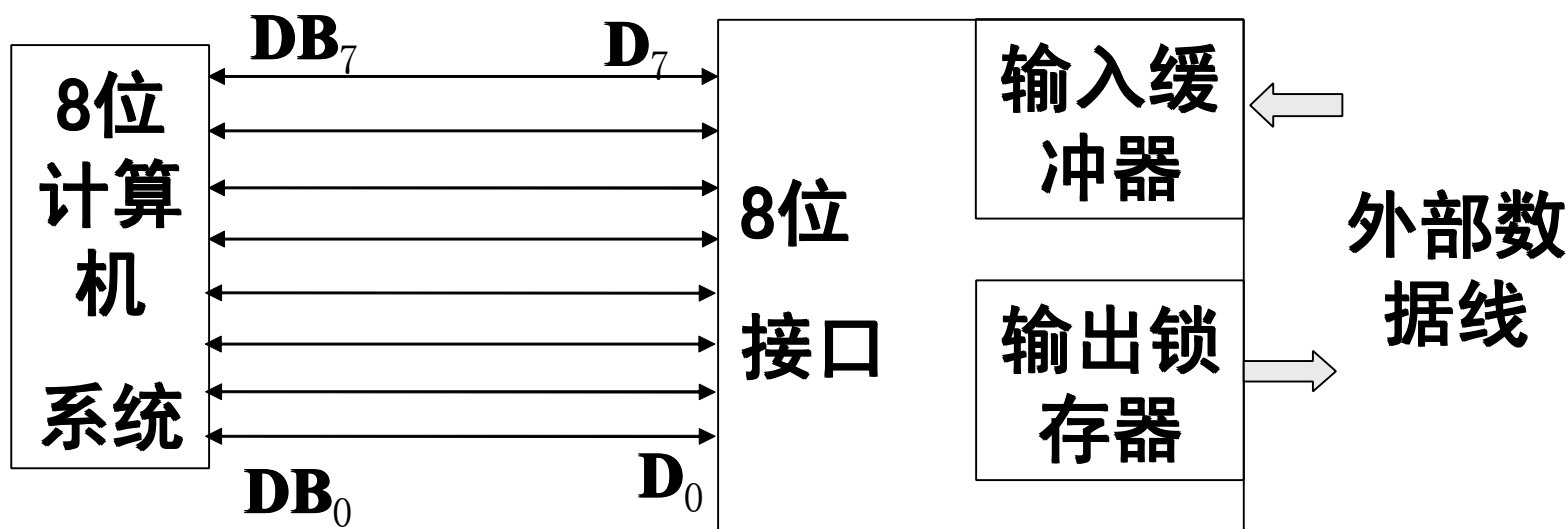 8位
计算
机
系统
DB7
D7
DB0
D0
8位
接口
输入缓
冲器
输出锁
存器
外部数
据线